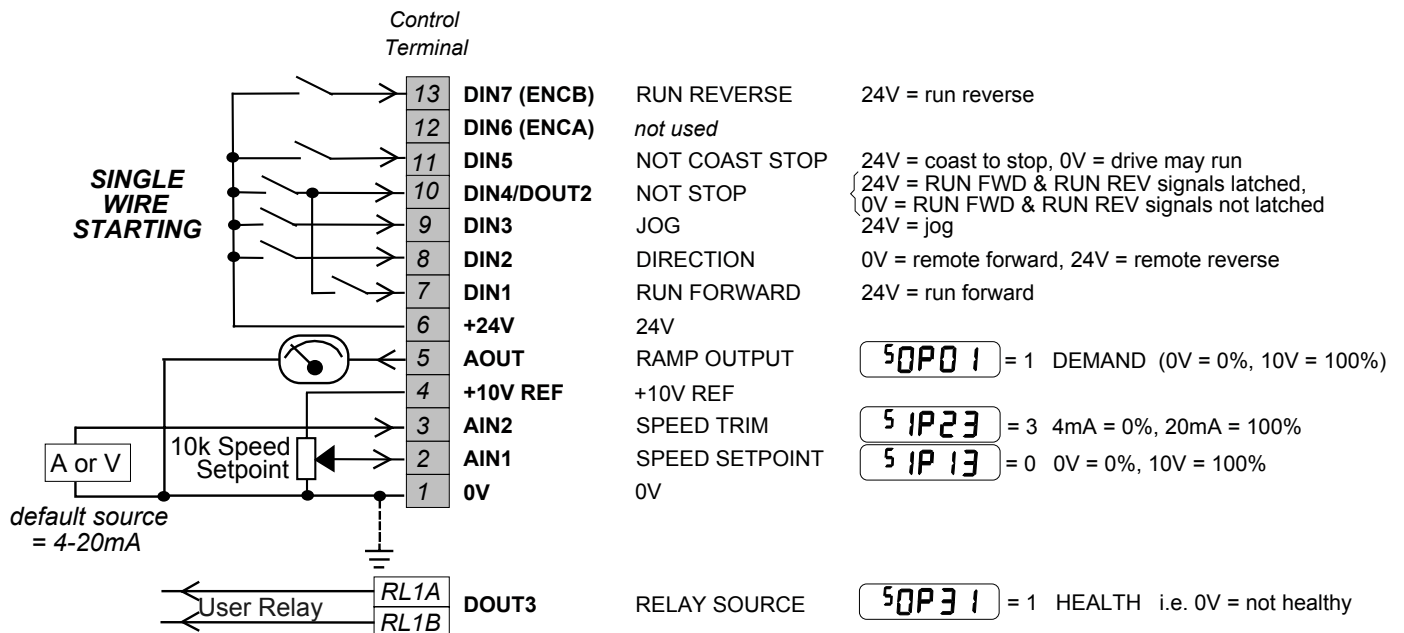 Control
Terminal
13 DIN7 (ENCB) RUN REVERSE 24V = run reverse
12 DIN6 (ENCA) not used
11 DIN5 NOT COAST STOP 24V = coast to stop, 0V = drive may run
SINGLE
WIRE
STARTING
10 DIN4/DOUT2 NOT STOP 24V = RUN FWD & RUN REV signals latched,
0V = RUN FWD & RUN REV signals not latched
9 DIN3 JOG 24V = jog
8 DIN2 DIRECTION 0V = remote forward, 24V = remote reverse
7 DIN1 RUN FORWARD 24V = run forward
6 +24V 24V
5 AOUT RAMP OUTPUT SOP01 = 1 DEMAND (0V = 0%, 10V = 100%)
4 +10V REF +10V REF
3 AIN2 SPEED TRIM SIP23 = 3 4mA = 0%, 20mA = 100%
A or V
10k Speed
Setpoint
2 AIN1 SPEED SETPOINT SIP13 = 0 0V = 0%, 10V = 100%
1 0V 0V
default source
= 4-20mA
User Relay
RL1A
RL1B
DOUT3 RELAY SOURCE SOP31 = 1 HEALTH i.e. 0V = not healthy